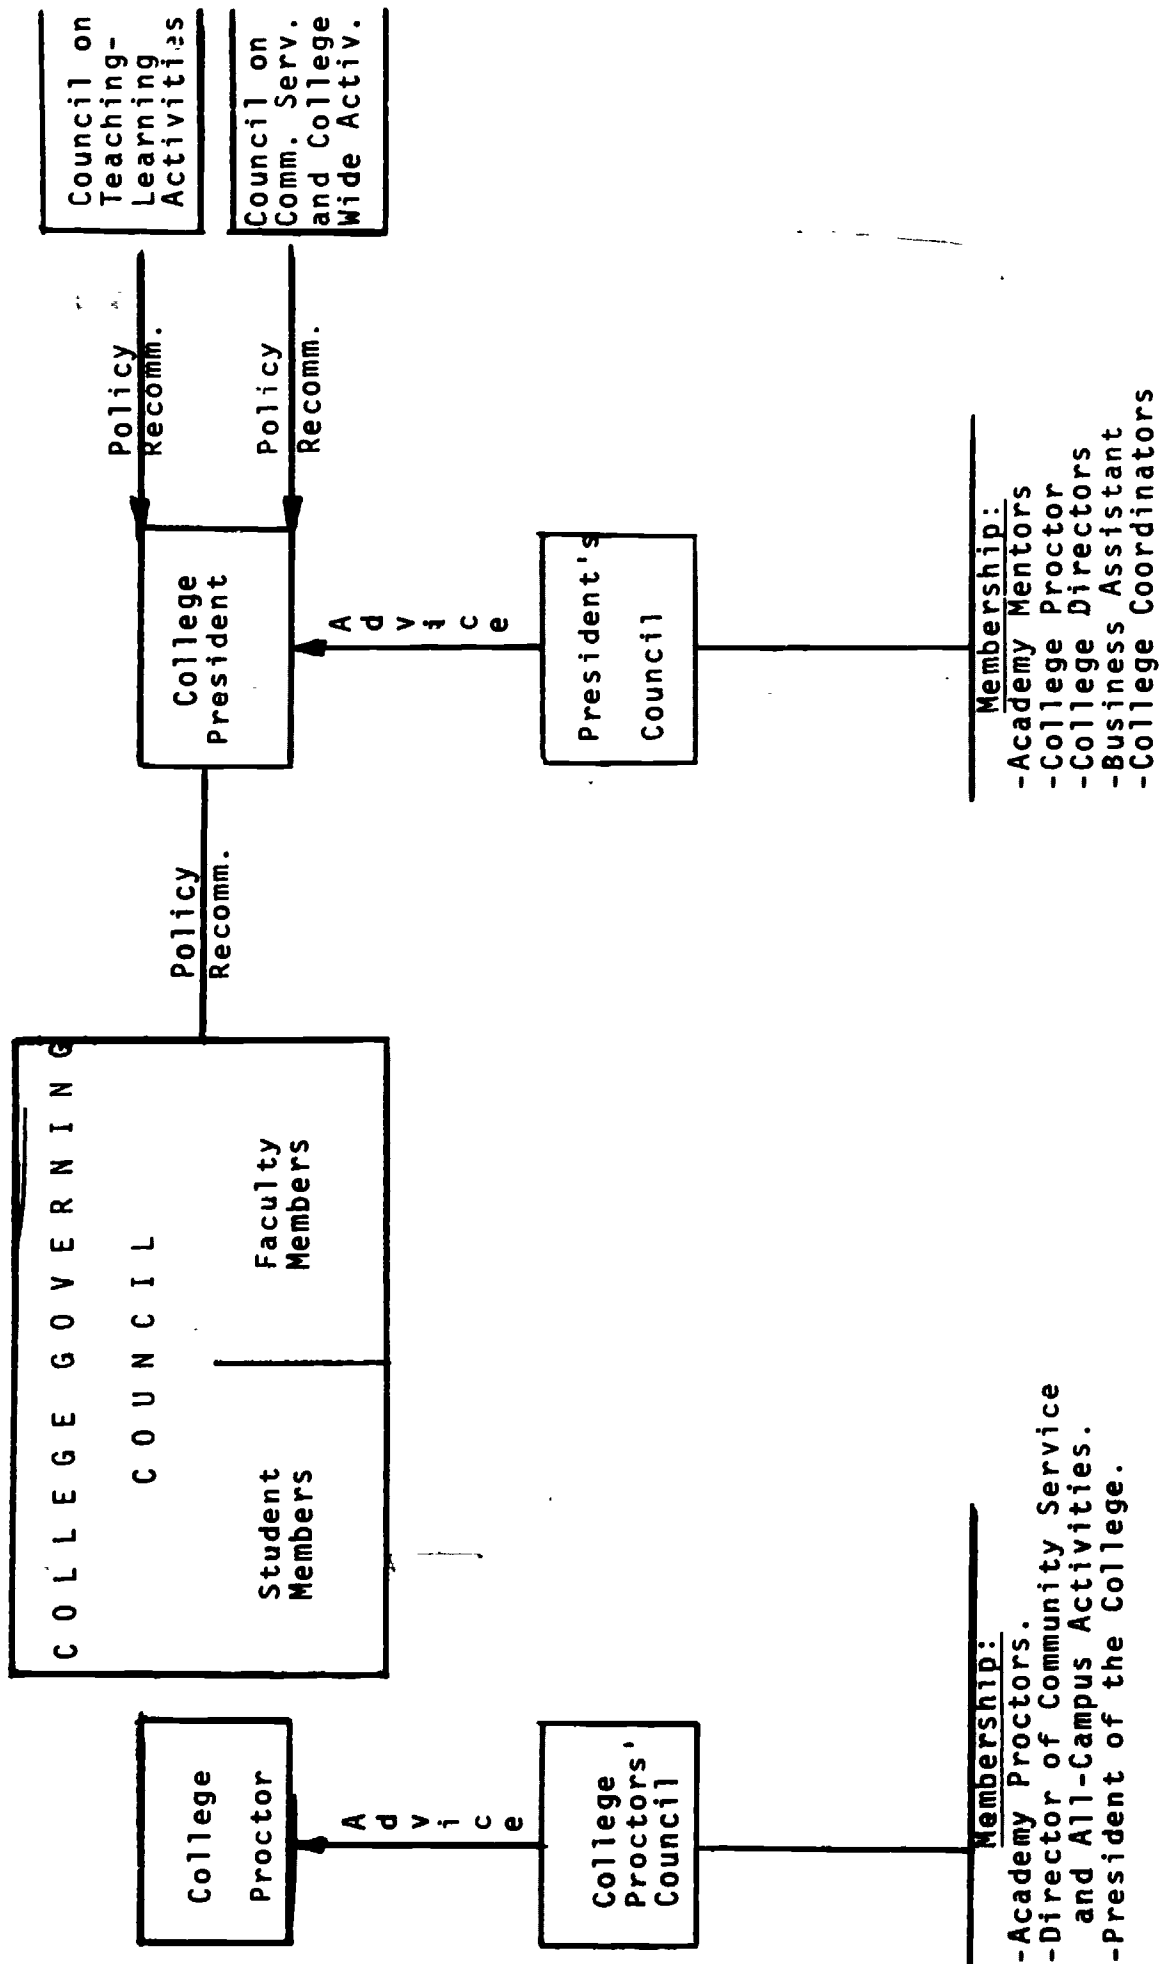 COLLEGE GOVERNING
COUNCIL
Student
Members
Faculty
Members
College
Proctor
Advice
College
Proctors'
Council
Membership:
-Academy Proctors.
-Director of Community Service
and All-Campus Activities.
-President of the College.
Policy
Recomm.
College
President
Advice
President's
Council
Membership:
-Academy Mentors
-College Proctor
-College Directors
-Business Assistant
-College Coordinators
Policy
Recomm.
Policy
Recomm.
Council on
Teaching-
Learning
Activities
Council on
Comm. Serv.
and College
Wide Activ.